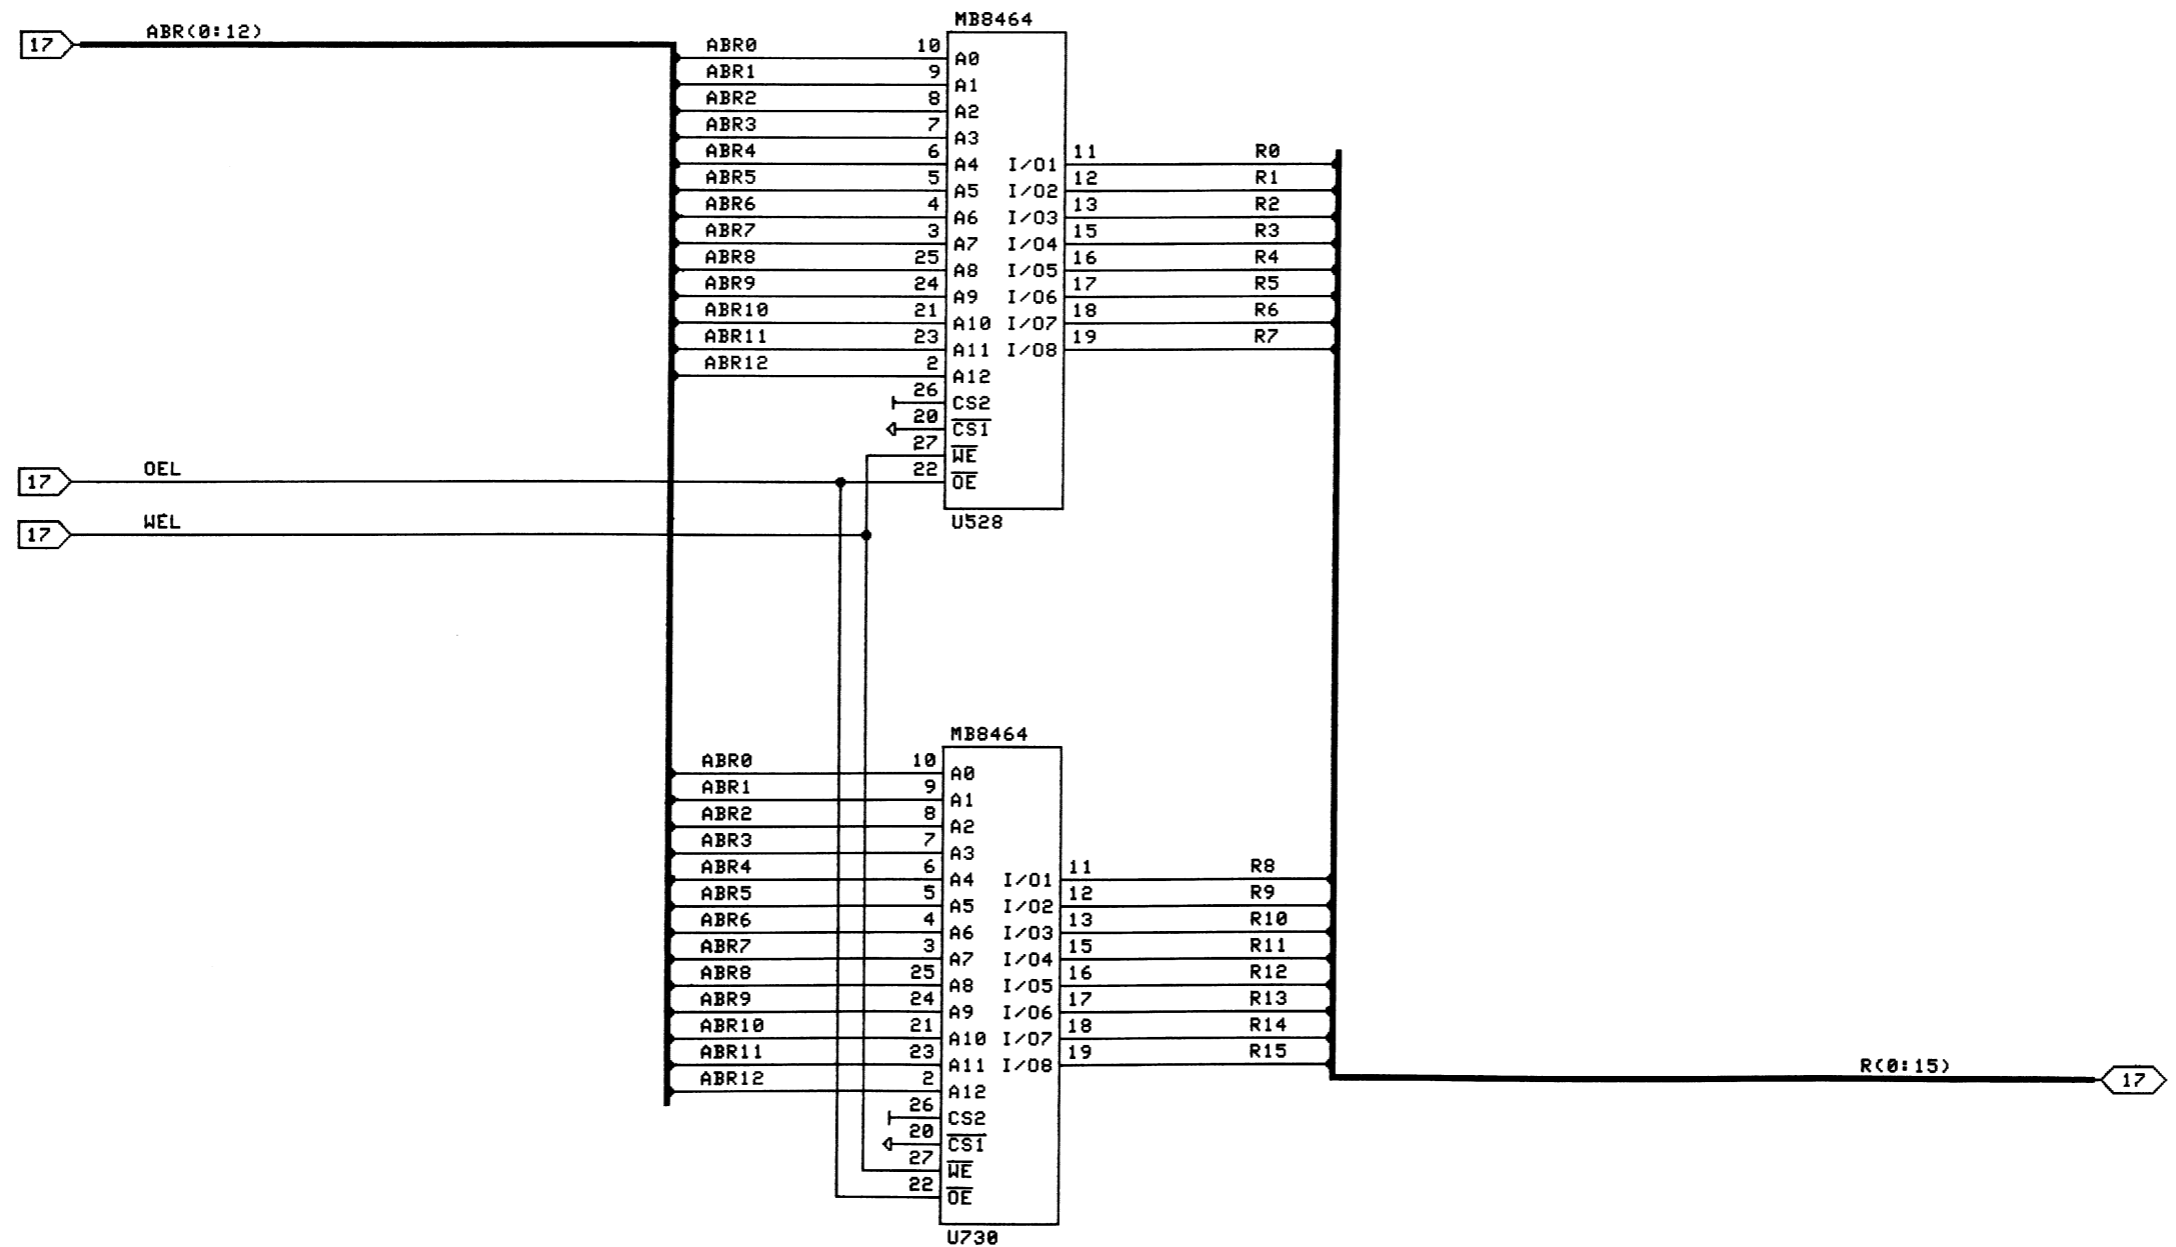 MB8464
17 ABR(0:12)
ABR0 10 A0
ABR1 9 A1
ABR2 8 A2
ABR3 7 A3
ABR4 6 A4 I/O1 11 R0
ABR5 5 A5 I/O2 12 R1
ABR6 4 A6 I/O3 13 R2
ABR7 3 A7 I/O4 15 R3
ABR8 25 A8 I/O5 16 R4
ABR9 24 A9 I/O6 17 R5
ABR10 21 A10 I/O7 18 R6
ABR11 23 A11 I/O8 19 R7
ABR12 2 A12
26 CS2
20 CS1
27 WE
17 OEL 22 OE
17 WEL
U528
MB8464
ABR0 10 A0
ABR1 9 A1
ABR2 8 A2
ABR3 7 A3
ABR4 6 A4 I/O1 11 R8
ABR5 5 A5 I/O2 12 R9
ABR6 4 A6 I/O3 13 R10
ABR7 3 A7 I/O4 15 R11
ABR8 25 A8 I/O5 16 R12
ABR9 24 A9 I/O6 17 R13
ABR10 21 A10 I/O7 18 R14
ABR11 23 A11 I/O8 19 R15
R(0:15) 17
ABR12 2 A12
26 CS2
20 CS1
27 WE
22 OE
U730